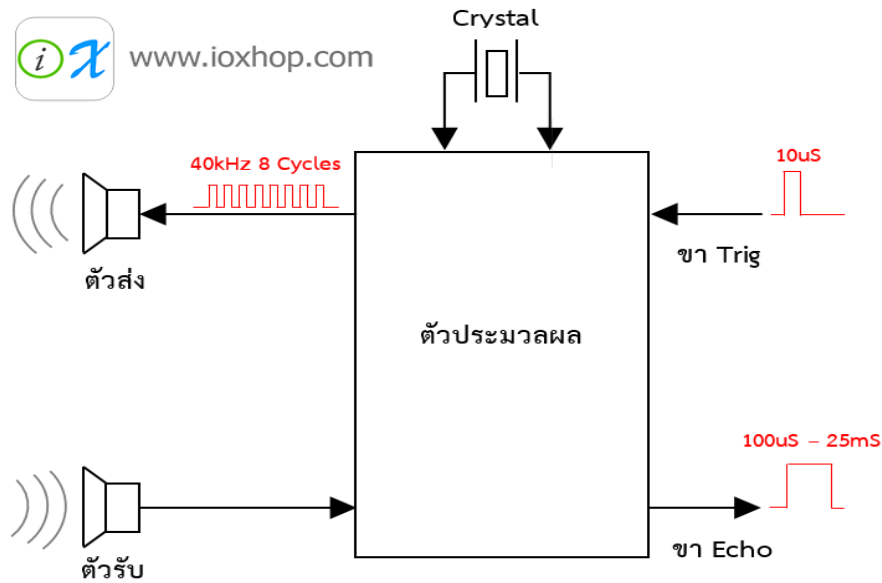 iX
www.ioxhop.com
Crystal
40kHz 8 Cycles
10uS
ตัวส่ง
ขา Trig
ตัวประมวลผล
100uS – 25mS
ตัวรับ
ขา Echo